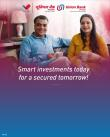 Union Bank
Smart investments today
for a secured tomorrow!